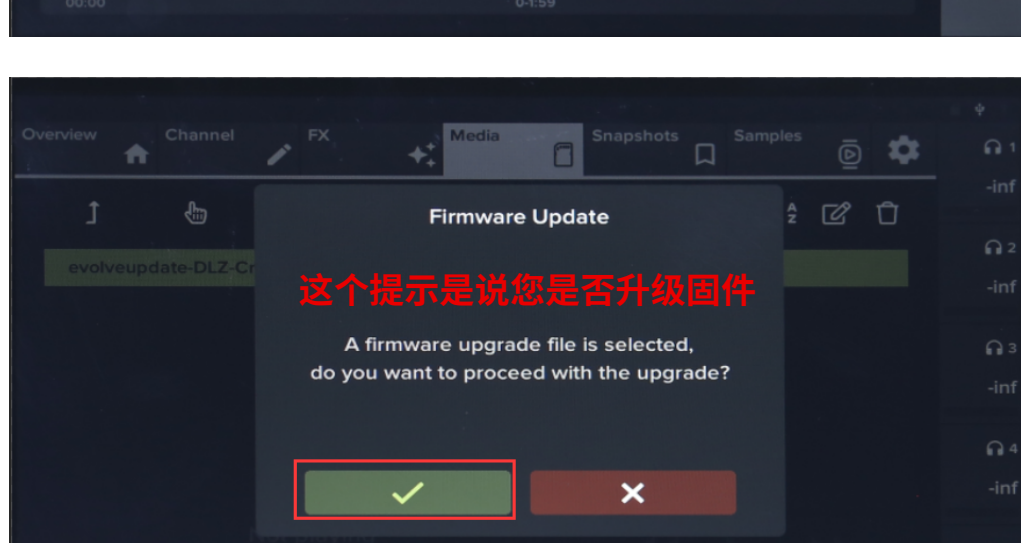 00:00
0-1:59
Overview
Channel
FX
Media
Snapshots
Samples
1
-inf
A
Z
Firmware Update
2
evolveupdate-DLZ-Cr
-inf
这个提示是说您是否升级固件
A firmware upgrade file is selected,
3
do you want to proceed with the upgrade?
-inf
4
-inf